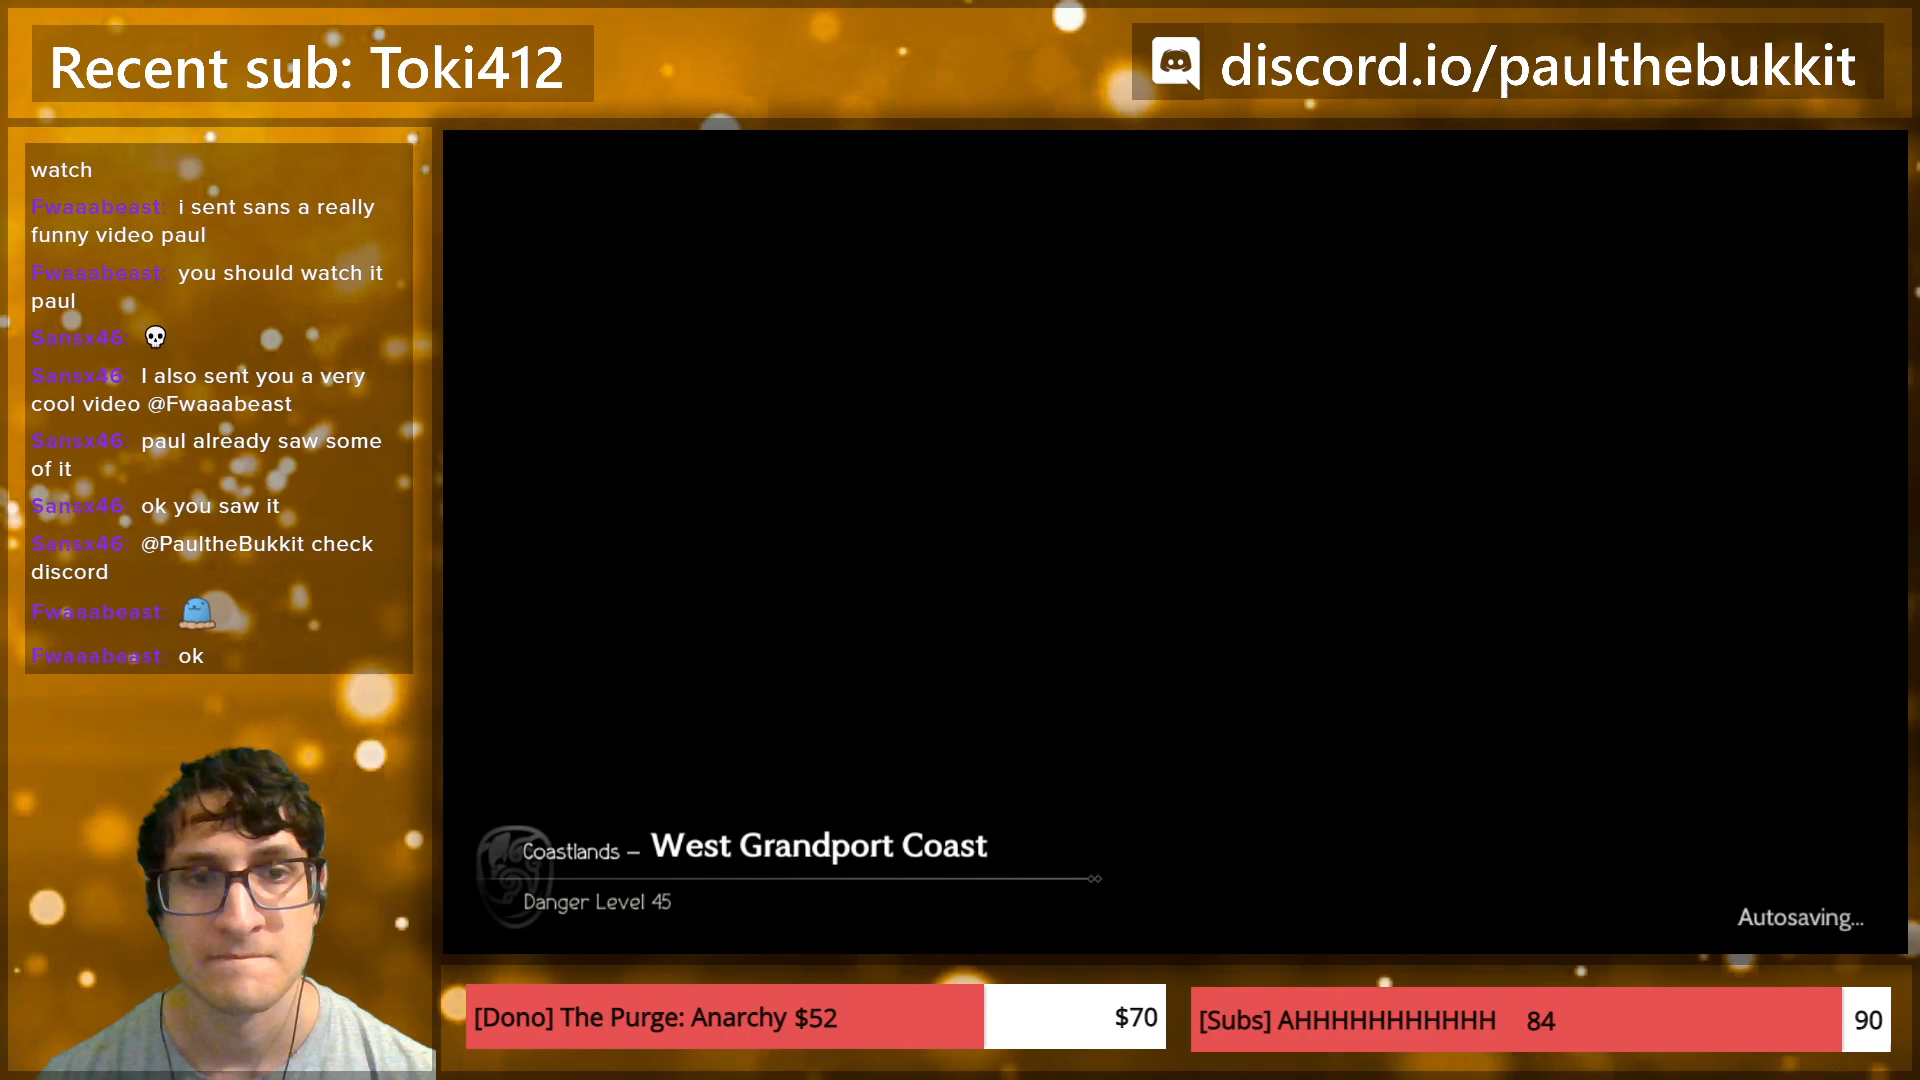 Recent sub: Toki412
discord.io/paulthebukkit
watch
Fwaaabeast: i sent sans a really
funny video paul
Fwaaabeast: you should watch it
paul
Sansx46: 💀
Sansx46: I also sent you a very
cool video @Fwaaabeast
Sansx46: paul already saw some
of it
Sansx46: ok you saw it
Sansx46: @PaultheBukkit check
discord
Fwaaabeast:
Fwaaabeast: ok
Coastlands – West Grandport Coast
Danger Level 45
Autosaving...
[Dono] The Purge: Anarchy $52 $70
[Subs] AHHHHHHHHHHH 84 90